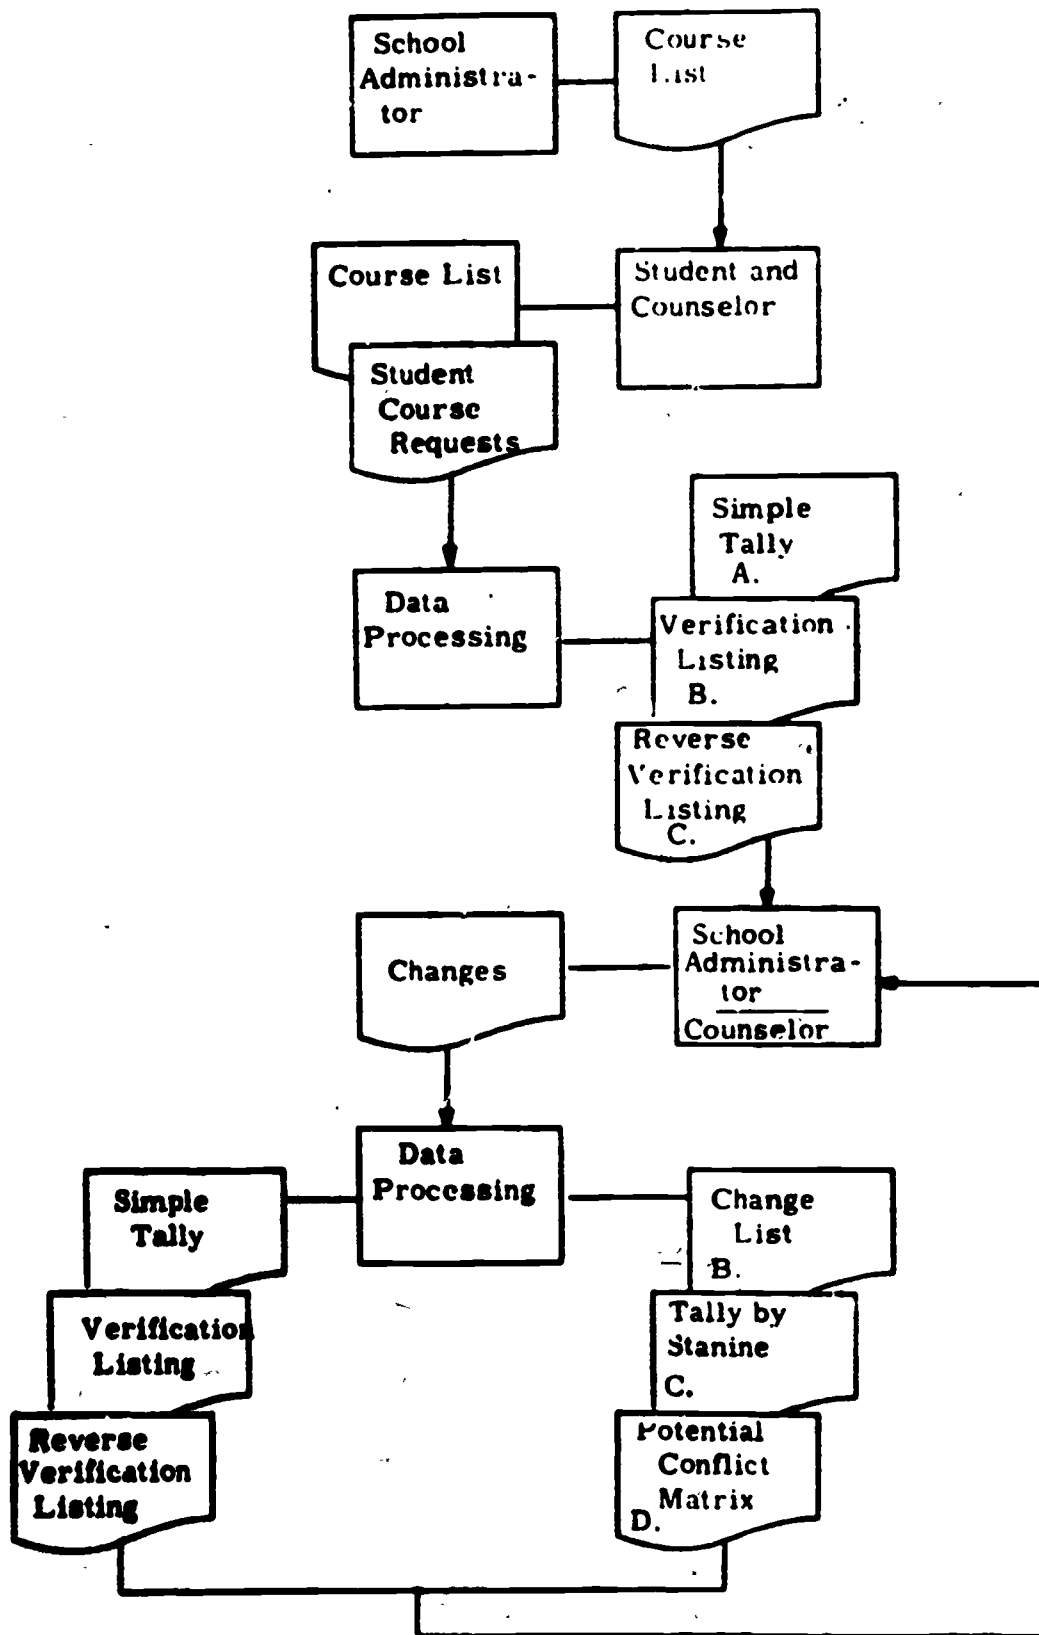 School
Administra-
tor
Course
List
Course List
Student and
Counselor
Student
Course
Requests
Simple
Tally
A.
Data
Processing
Verification
Listing
B.
Reverse
Verification
Listing
C.
Changes
School
Administra-
tor
Counselor
Data
Processing
Simple
Tally
Verification
Listing
Reverse
Verification
Listing
Change
List
B.
Tally by
Stanine
C.
Potential
Conflict
Matrix
D.